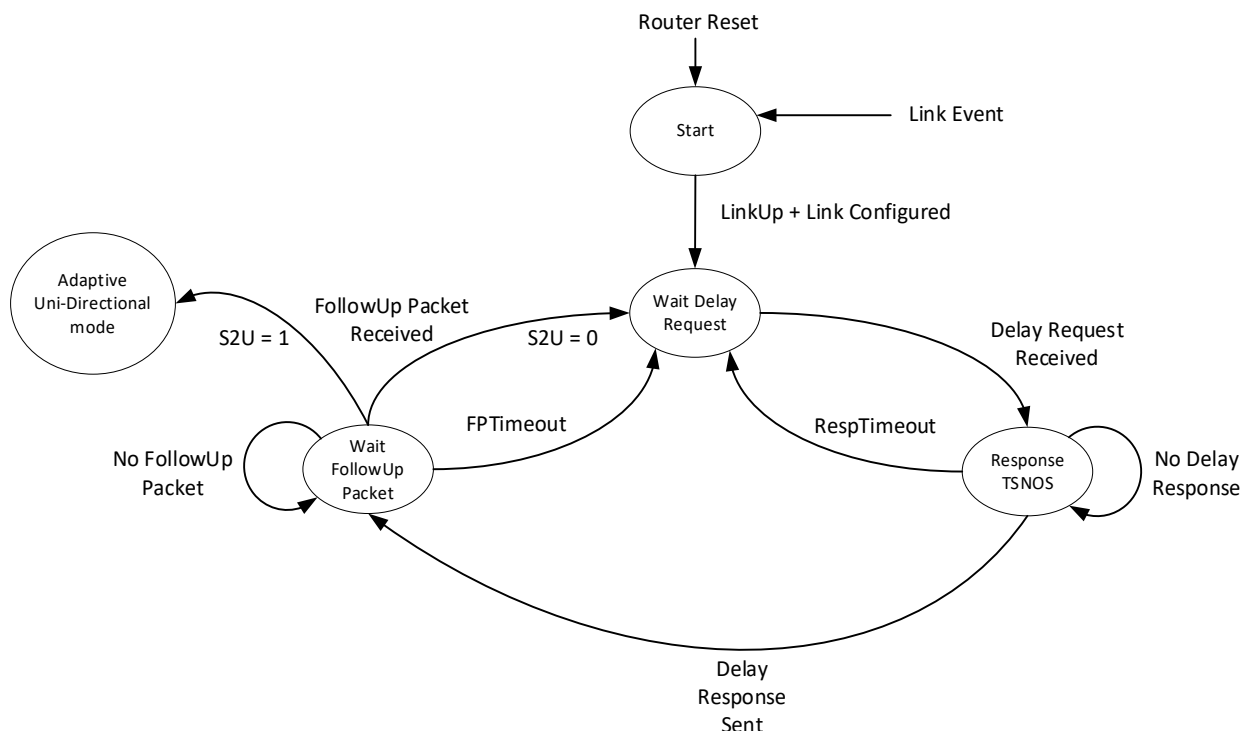 Router Reset
Start
Link Event
LinkUp + Link Configured
Adaptive
Uni-Directional
mode
S2U = 1
FollowUp Packet
Received
S2U = 0
Wait Delay
Request
Delay Request
Received
FPTimeout
RespTimeout
No FollowUp
Packet
Wait
FollowUp
Packet
Response
TSNOS
No Delay
Response
Delay
Response
Sent